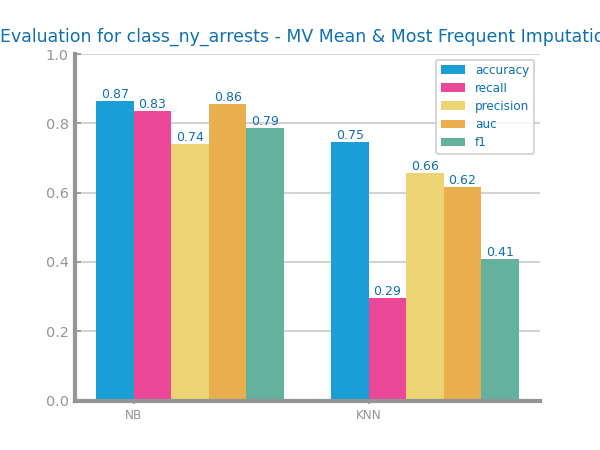 Evaluation for class_ny_arrests - MV Mean & Most Frequent Imputatic
1.0
accuracy
recall
precision
auc
f1
0.87
0.83
0.74
0.86
0.79
0.75
0.29
0.66
0.62
0.41
0.8
0.6
0.4
0.2
0.0
NB
KNN